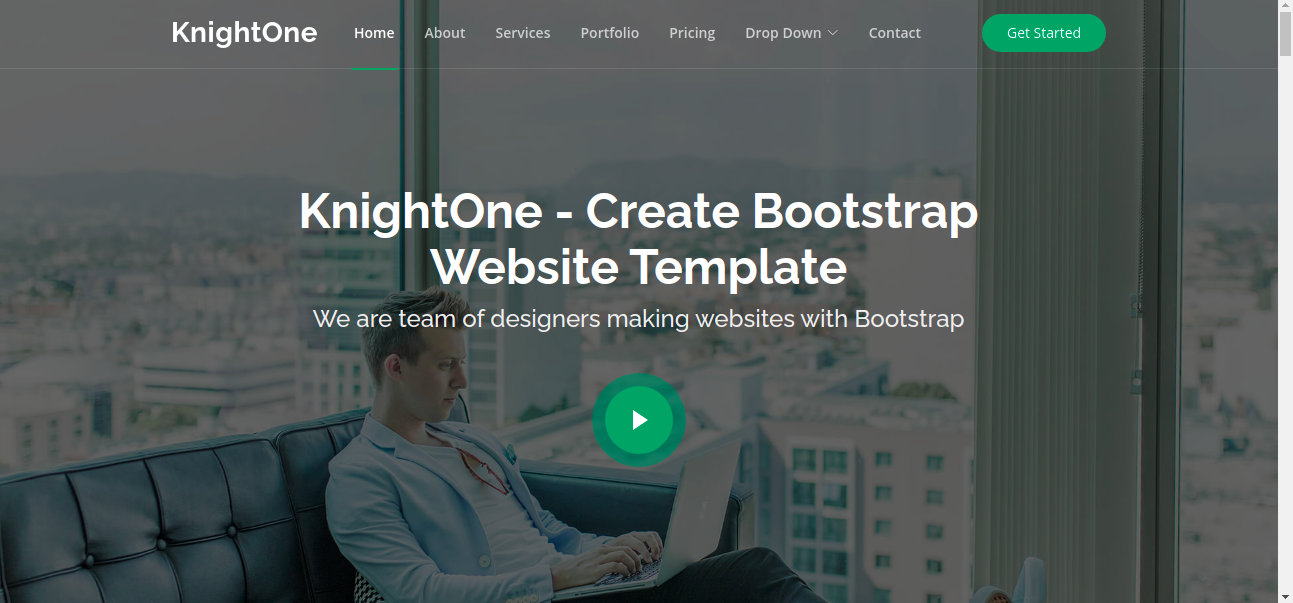 KnightOne Home About Services Portfolio Pricing Drop Down Contact Get Started
KnightOne - Create Bootstrap
Website Template
We are team of designers making websites with Bootstrap